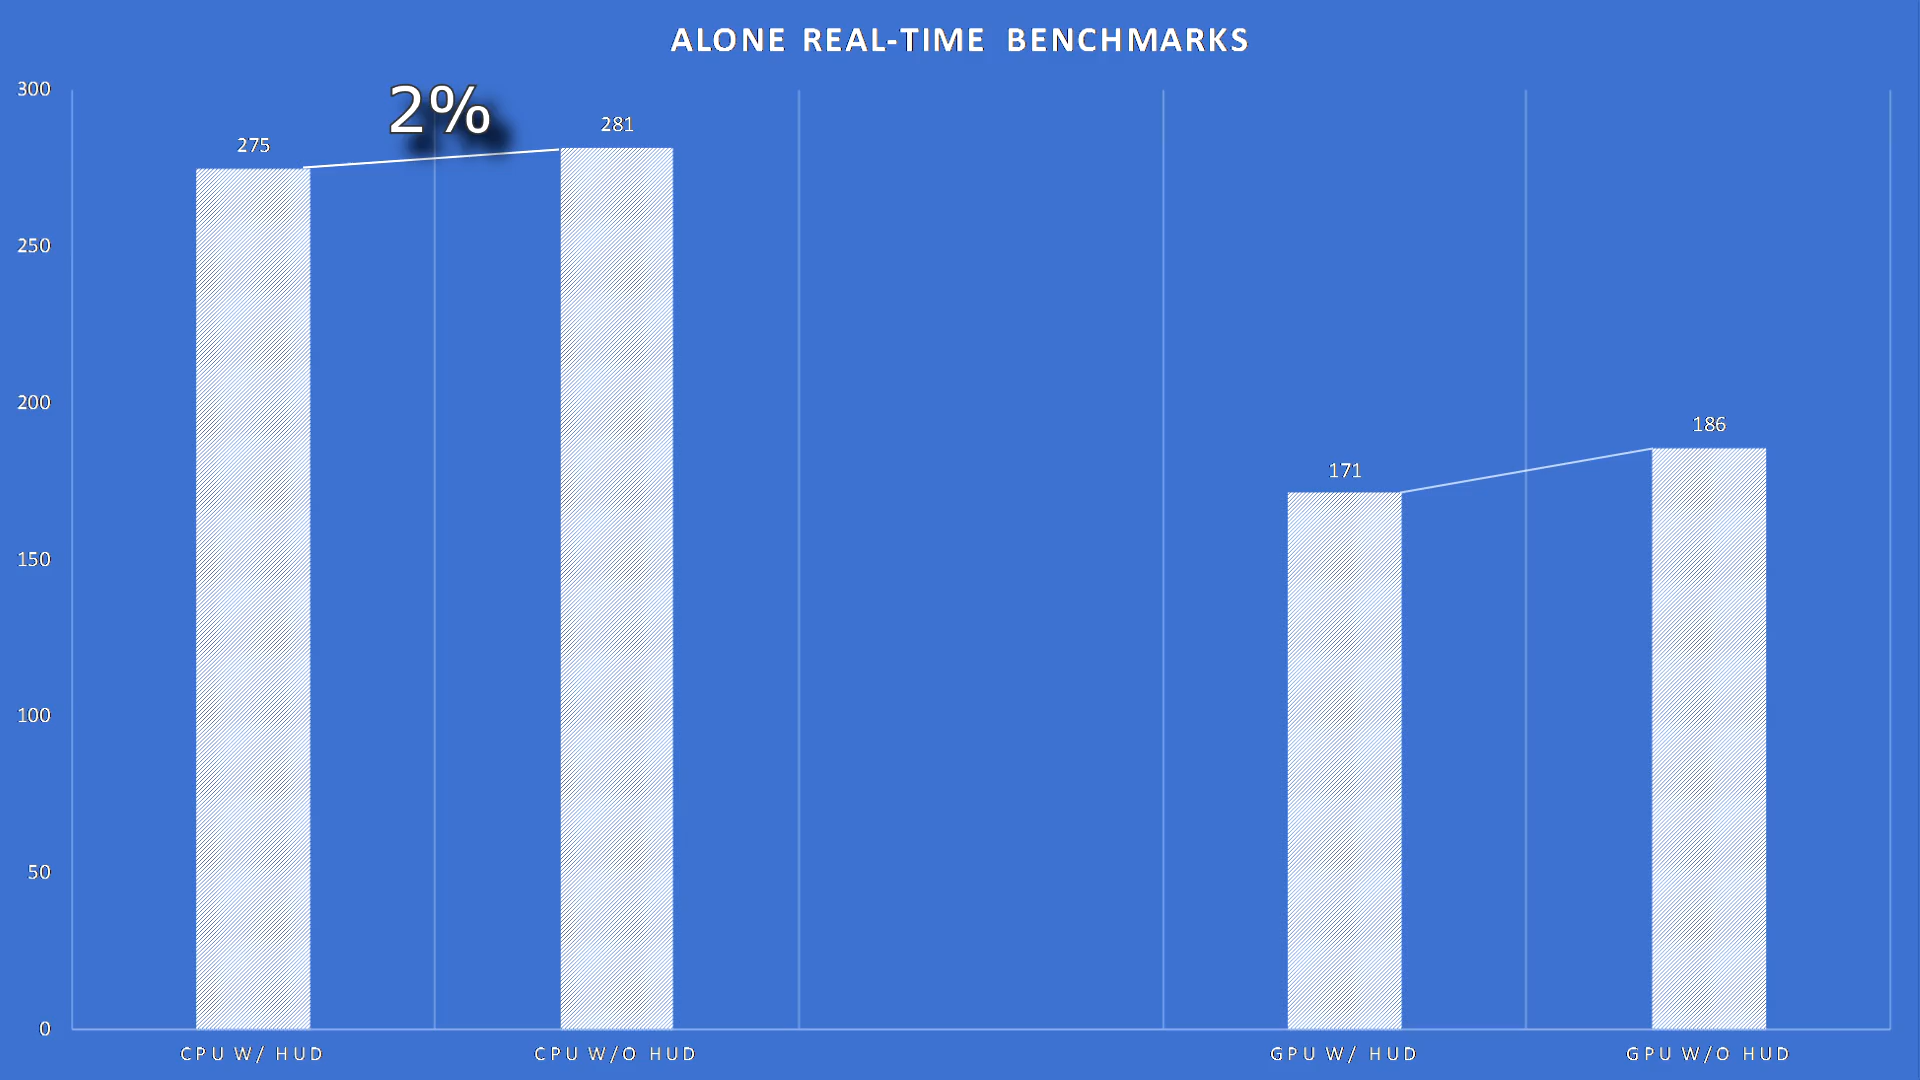 ALONE REAL-TIME BENCHMARKS
300
250
200
150
100
50
0
2%
275
281
171
186
CPU W/ HUD
CPU W/O HUD
GPU W/ HUD
GPU W/O HUD